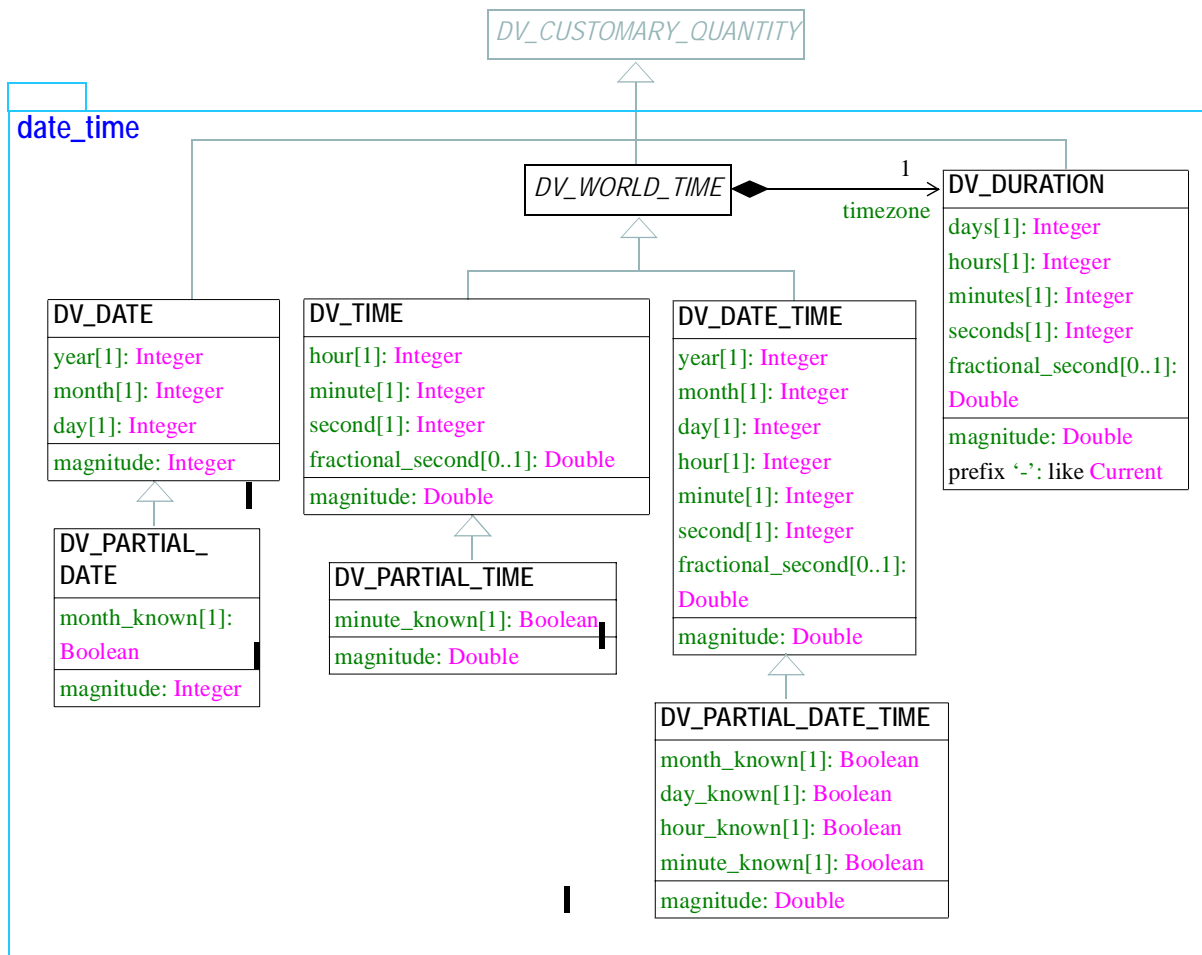 DV_CUSTOMARY_QUANTITY
date_time
DV_WORLD_TIME
1
timezone
DV_DURATION
days[1]: Integer
hours[1]: Integer
minutes[1]: Integer
seconds[1]: Integer
fractional_second[0..1]:
Double
magnitude: Double
prefix ‘-’: like Current
DV_DATE
year[1]: Integer
month[1]: Integer
day[1]: Integer
magnitude: Integer
DV_TIME
hour[1]: Integer
minute[1]: Integer
second[1]: Integer
fractional_second[0..1]: Double
magnitude: Double
DV_DATE_TIME
year[1]: Integer
month[1]: Integer
day[1]: Integer
hour[1]: Integer
minute[1]: Integer
second[1]: Integer
fractional_second[0..1]:
Double
magnitude: Double
DV_PARTIAL_
DATE
month_known[1]:
Boolean
magnitude: Integer
DV_PARTIAL_TIME
minute_known[1]: Boolean
magnitude: Double
DV_PARTIAL_DATE_TIME
month_known[1]: Boolean
day_known[1]: Boolean
hour_known[1]: Boolean
minute_known[1]: Boolean
magnitude: Double